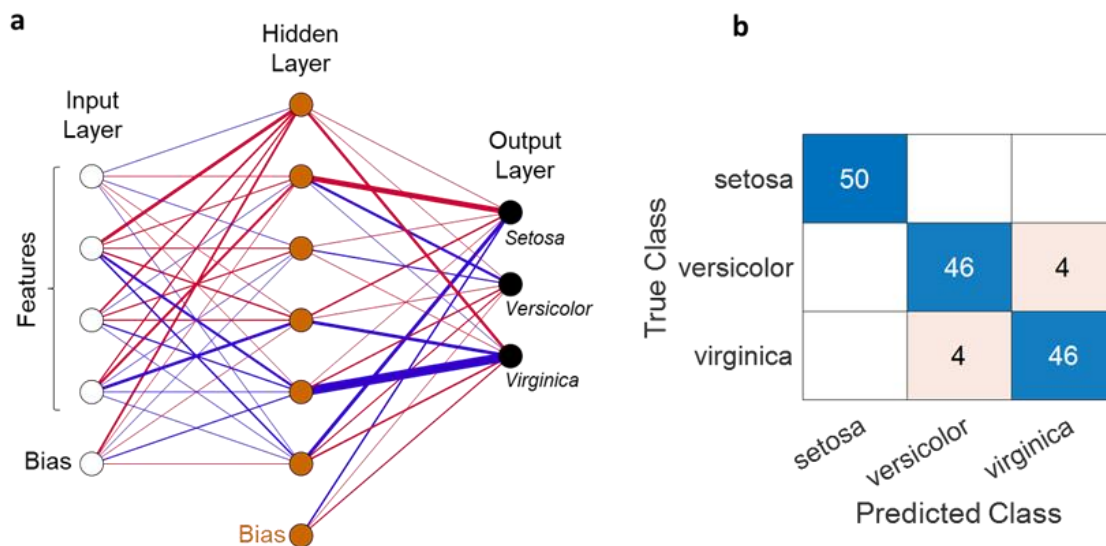 a
Hidden
Layer
Input
Layer
Output
Layer
Features
Setosa
Versicolor
Virginica
Bias
Bias
b
True Class
setosa
50
versicolor
46
4
virginica
4
46
setosa
versicolor
virginica
Predicted Class